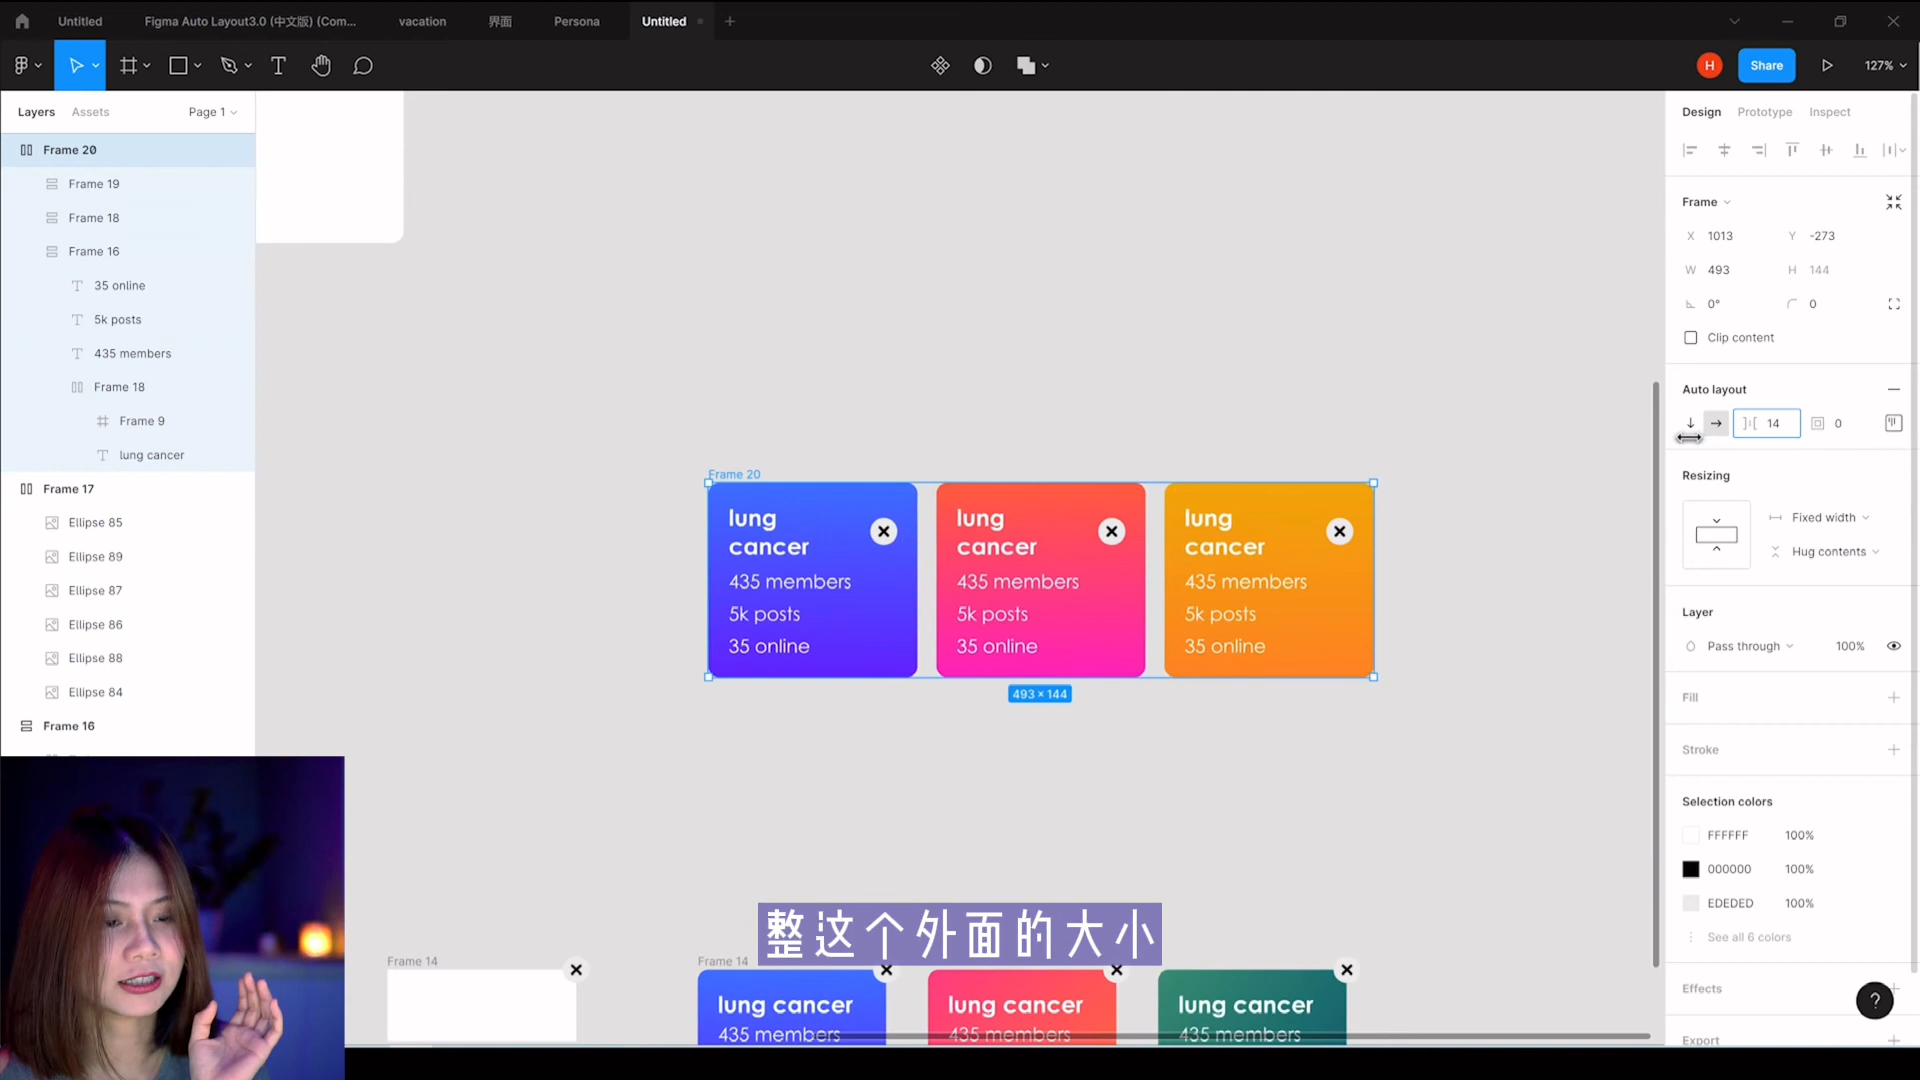 Untitled
Figma Auto Layout3.0 (中文版) (Com...
vacation
界面
Persona
Untitled
H
Share
127%
Layers
Assets
Page 1
Frame 20
Frame 19
Frame 18
Frame 16
35 online
5k posts
435 members
Frame 18
Frame 9
lung cancer
Frame 17
Ellipse 85
Ellipse 89
Ellipse 87
Ellipse 86
Ellipse 88
Ellipse 84
Frame 16
Frame 20
lung
cancer
435 members
5k posts
35 online
lung
cancer
435 members
5k posts
35 online
lung
cancer
435 members
5k posts
35 online
493 × 144
整这个外面的大小
Frame 14
Frame 14
lung cancer
435 members
lung cancer
435 members
lung cancer
435 members
Design
Prototype
Inspect
Frame
X 1013
Y -273
W 493
H 144
0°
0
Clip content
Auto layout
14
0
Resizing
Fixed width
Hug contents
Layer
Pass through
100%
Fill
Stroke
Selection colors
FFFFFF 100%
000000 100%
EDEDED 100%
See all 6 colors
Effects
?
Export